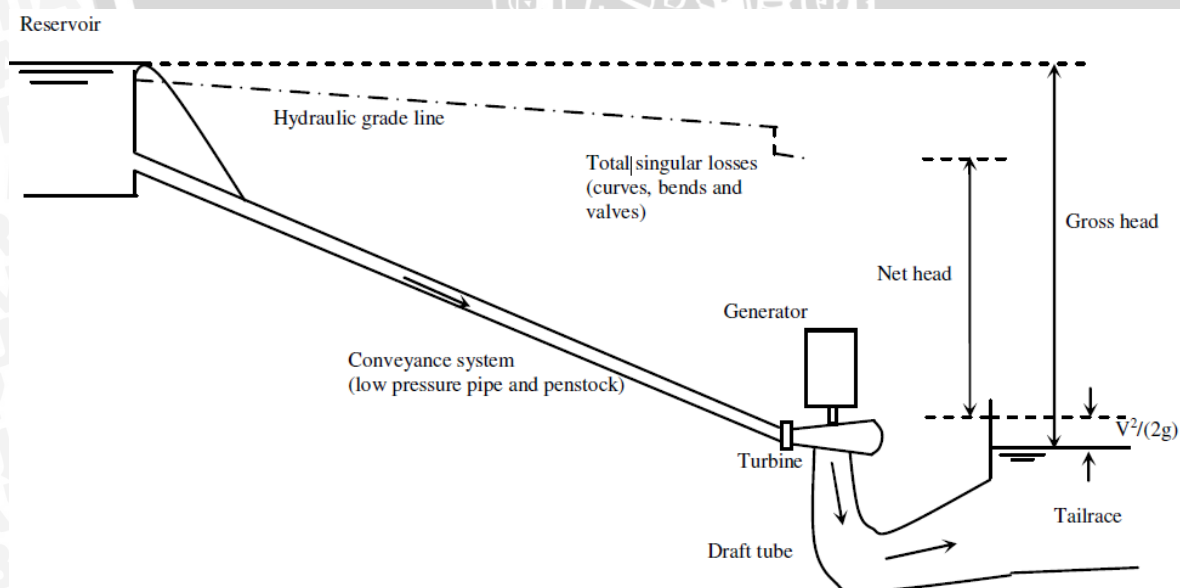 Reservoir
Hydraulic grade line
Total singular losses
(curves, bends and
valves)
Gross head
Net head
Generator
Conveyance system
(low pressure pipe and penstock)
V²/(2g)
Turbine
Tailrace
Draft tube